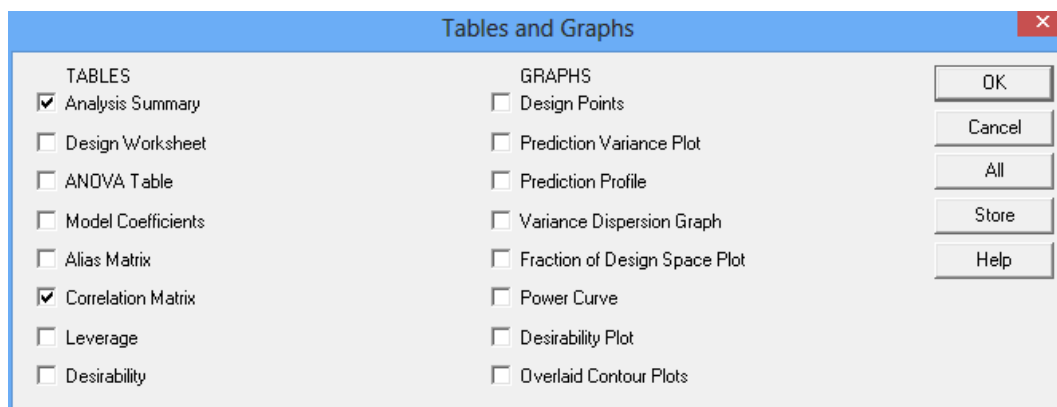 Tables and Graphs
TABLES
Analysis Summary
Design Worksheet
ANOVA Table
Model Coefficients
Alias Matrix
Correlation Matrix
Leverage
Desirability
GRAPHS
Design Points
Prediction Variance Plot
Prediction Profile
Variance Dispersion Graph
Fraction of Design Space Plot
Power Curve
Desirability Plot
Overlaid Contour Plots
OK
Cancel
All
Store
Help